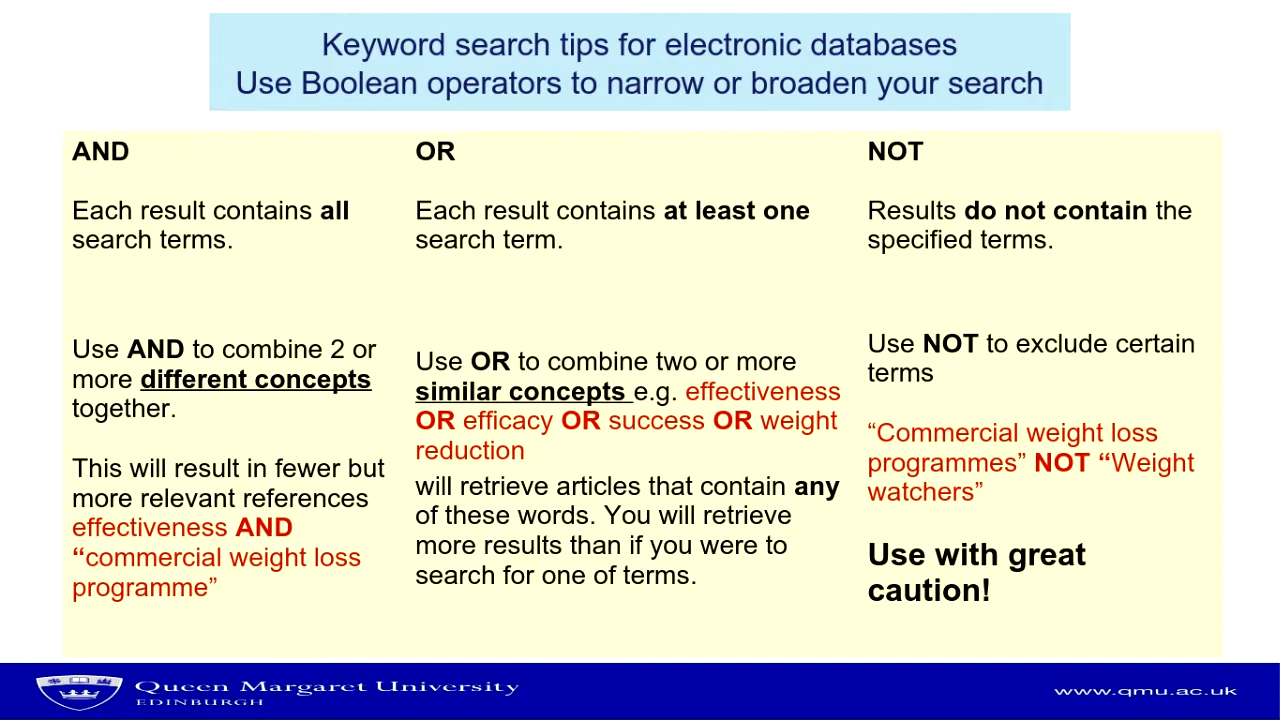 Keyword search tips for electronic databases
Use Boolean operators to narrow or broaden your search
AND
Each result contains all
search terms.
Use AND to combine 2 or
more different concepts
together.
This will result in fewer but
more relevant references
effectiveness AND
“commercial weight loss
programme”
OR
Each result contains at least one
search term.
Use OR to combine two or more
similar concepts e.g. effectiveness
OR efficacy OR success OR weight
reduction
will retrieve articles that contain any
of these words. You will retrieve
more results than if you were to
search for one of terms.
NOT
Results do not contain the
specified terms.
Use NOT to exclude certain
terms
“Commercial weight loss
programmes” NOT “Weight
watchers”
Use with great
caution!
Queen Margaret University
EDINBURGH
www.qmu.ac.uk